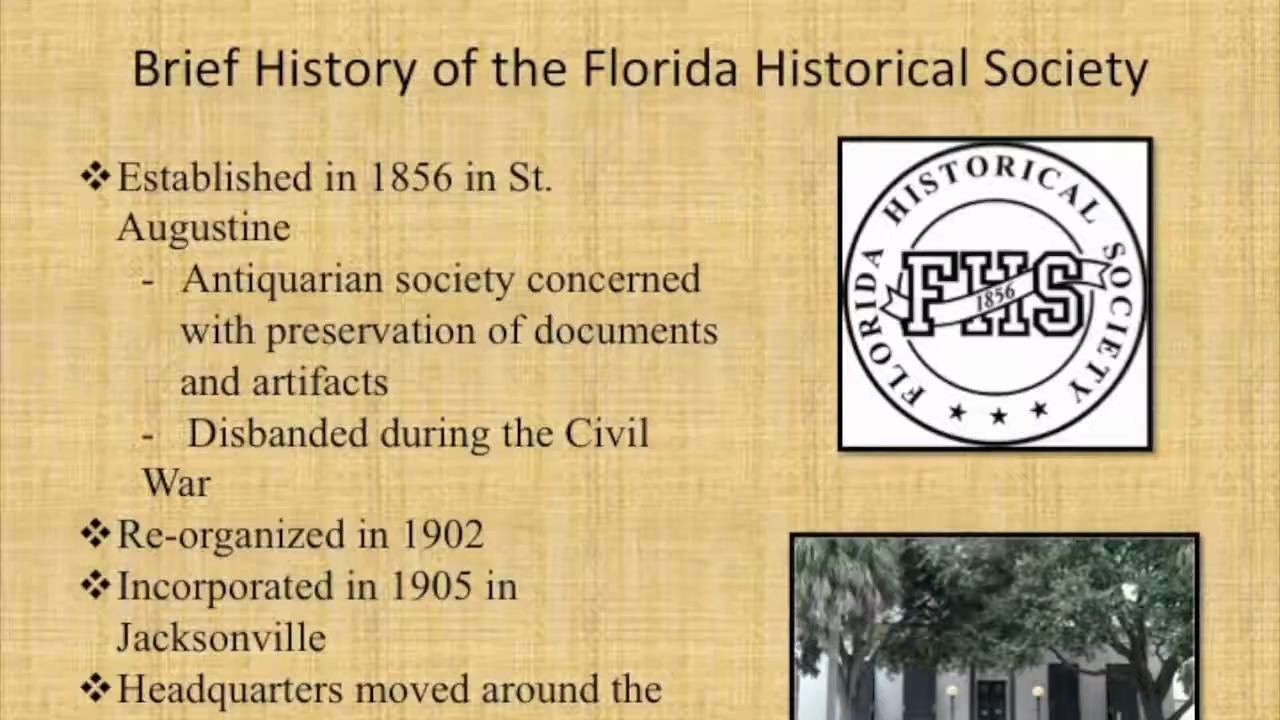 Brief History of the Florida Historical Society
❖Established in 1856 in St.
Augustine
- Antiquarian society concerned
with preservation of documents
and artifacts
- Disbanded during the Civil
War
❖Re-organized in 1902
❖Incorporated in 1905 in
Jacksonville
❖Headquarters moved around the
FLORIDA HISTORICAL SOCIETY
FHS
1856